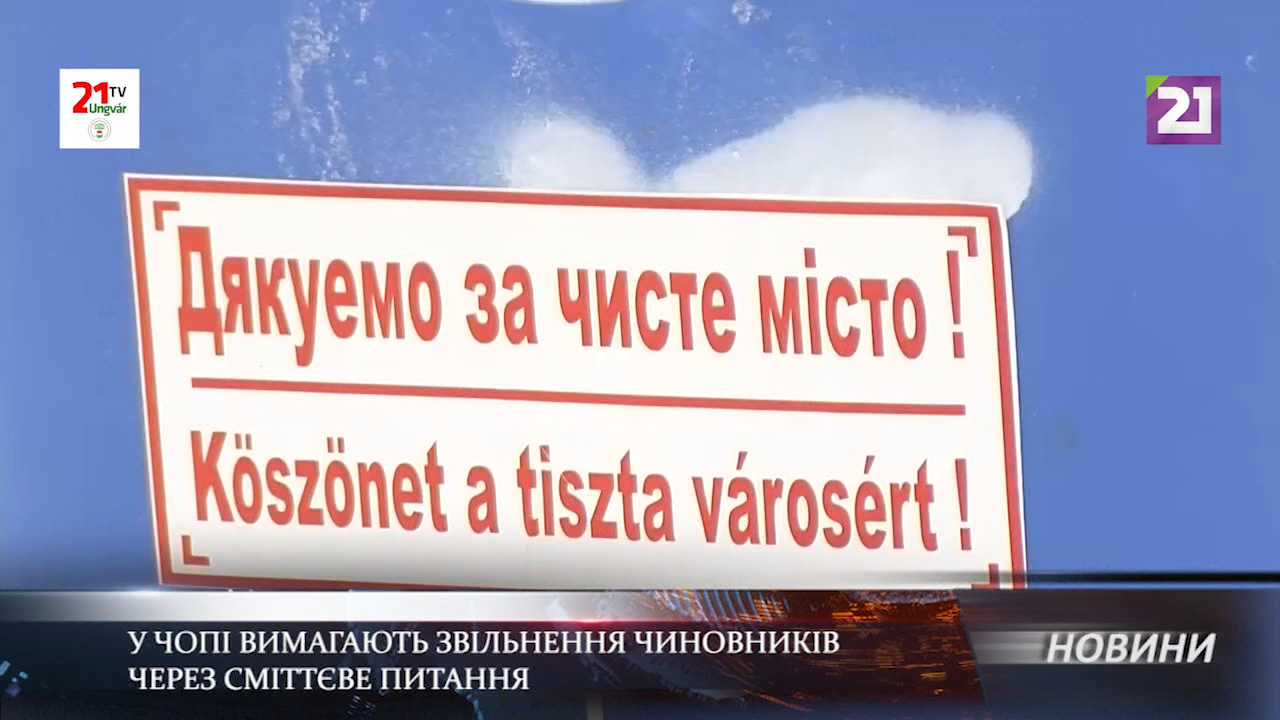 21 TV
Ungvár
21
Дякуемо за чисте місто !
Köszönet a tiszta városért !
У ЧОПІ ВИМАГАЮТЬ ЗВІЛЬНЕННЯ ЧИНОВНИКІВ
ЧЕРЕЗ СМІТТЄВЕ ПИТАННЯ
НОВИНИ